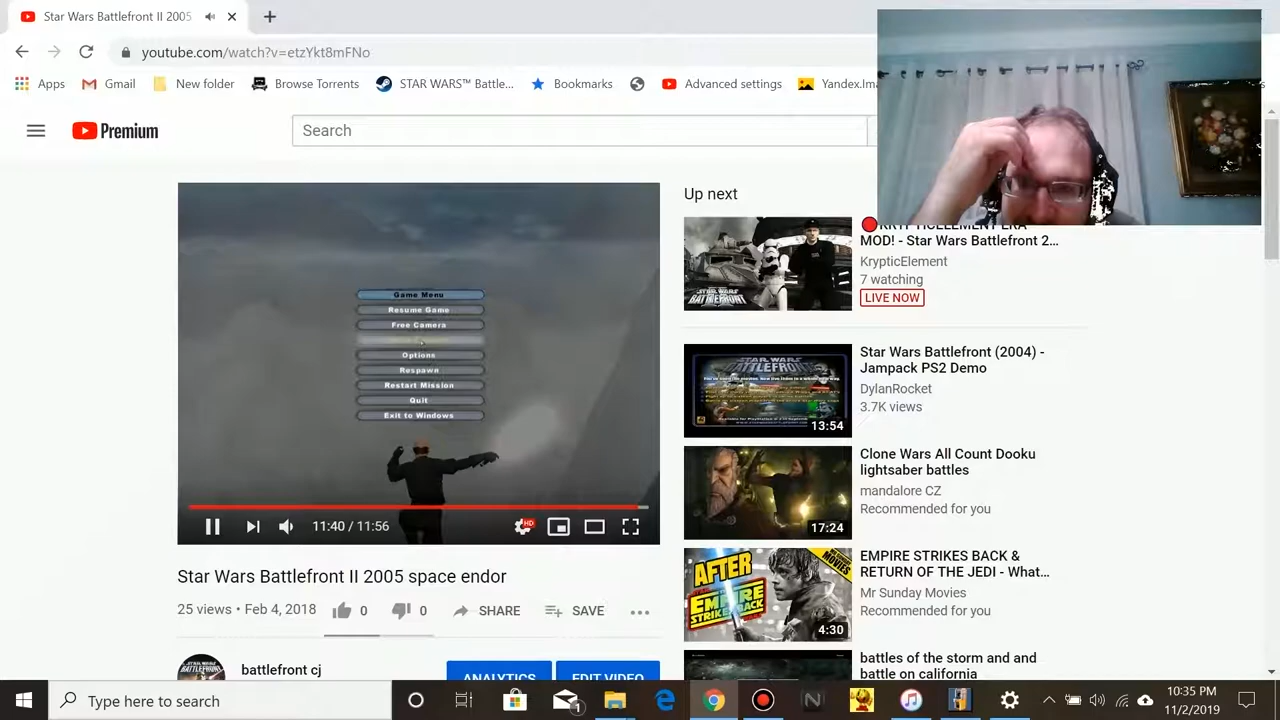 Star Wars Battlefront II 2005
youtube.com/watch?v=etzYkt8mFNo
Apps
Gmail
New folder
Browse Torrents
STAR WARS™ Battle...
Bookmarks
Advanced settings
Premium
Search
Game Menu
Resume Game
Free Camera
Options
Respawn
Restart Mission
Quit
Exit to Windows
11:40 / 11:56
HD
Star Wars Battlefront II 2005 space endor
25 views • Feb 4, 2018
0
0
SHARE
SAVE
battlefront cj
ANALYTICS
EDIT VIDEO
Up next
MOD! - Star Wars Battlefront 2...
KrypticElement
7 watching
LIVE NOW
Star Wars Battlefront (2004) -
Jampack PS2 Demo
DylanRocket
3.7K views
13:54
Clone Wars All Count Dooku
lightsaber battles
mandalore CZ
Recommended for you
17:24
EMPIRE STRIKES BACK &
RETURN OF THE JEDI - What...
Mr Sunday Movies
Recommended for you
AFTER
EMPIRE
4:30
battles of the storm and and
battle on california
Type here to search
1
10:35 PM
11/2/2019